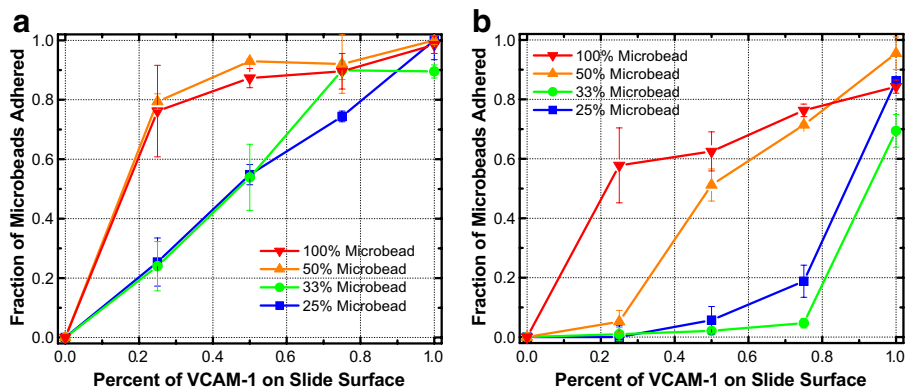 a
Fraction of Microbeads Adhered
1.0
0.8
0.6
0.4
0.2
0.0
100% Microbead
50% Microbead
33% Microbead
25% Microbead
0.0 0.2 0.4 0.6 0.8 1.0
Percent of VCAM-1 on Slide Surface
b
Fraction of Microbeads Adhered
1.0
0.8
0.6
0.4
0.2
0.0
100% Microbead
50% Microbead
33% Microbead
25% Microbead
0.0 0.2 0.4 0.6 0.8 1.0
Percent of VCAM-1 on Slide Surface